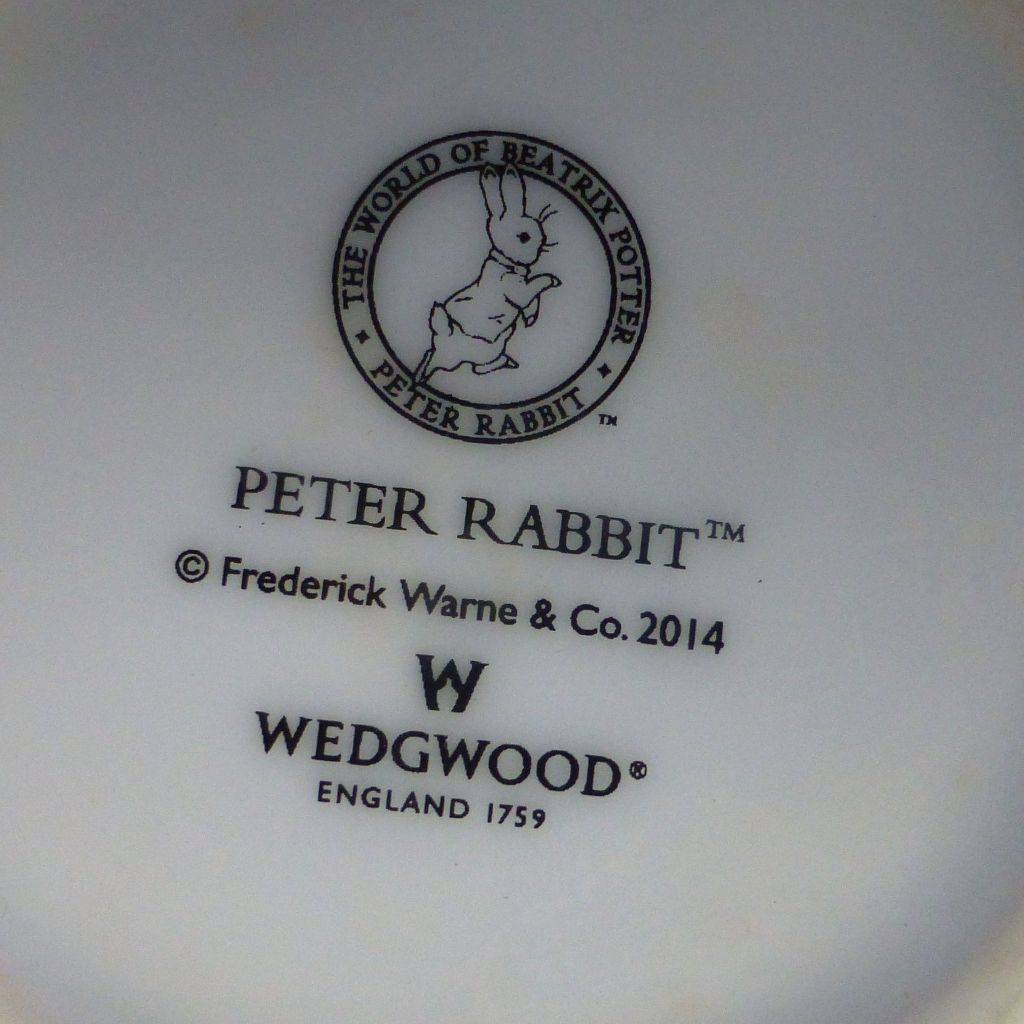 THE WORLD OF BEATRIX POTTER
PETER RABBIT ™
PETER RABBIT™
© Frederick Warne & Co. 2014
W
WEDGWOOD®
ENGLAND 1759